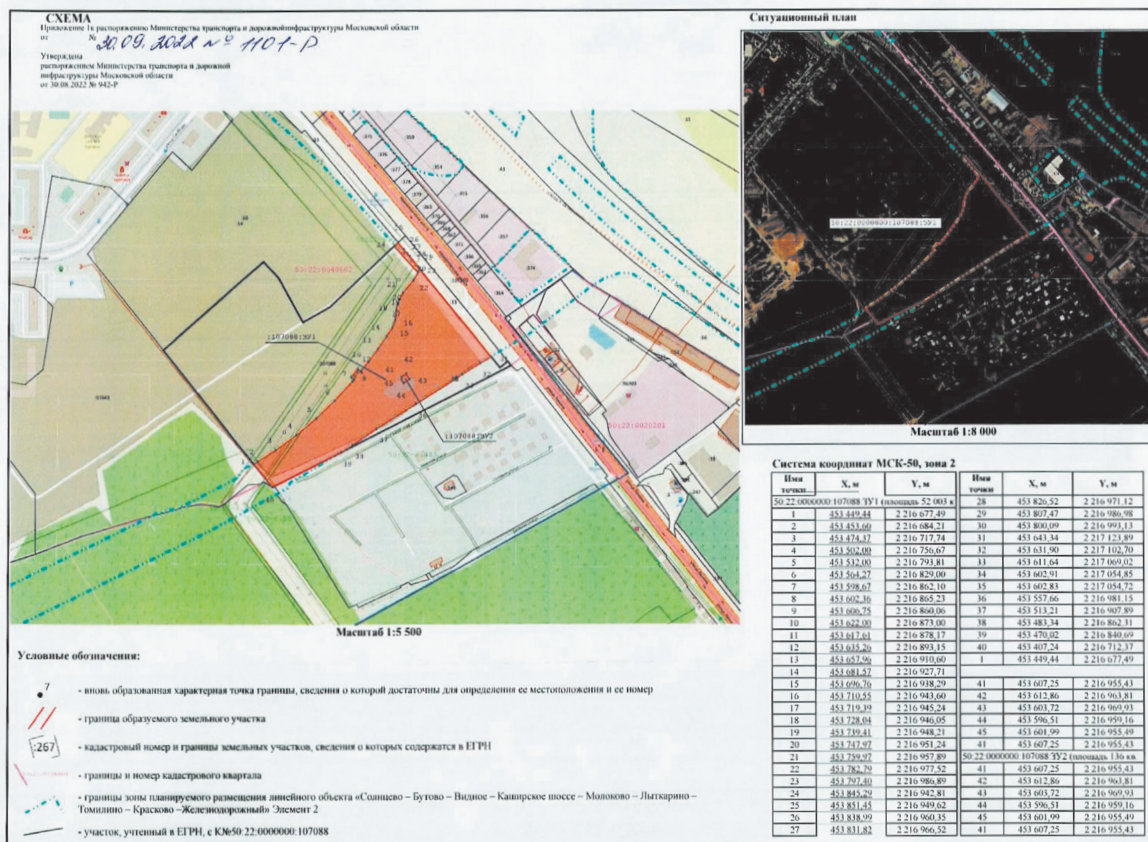 СХЕМА
Приложение 1к распоряжению Министерства транспорта и дорожнойинфраструктуры Московской области
от № 30.09.2022 № 1101-Р
Утверждена
распоряжением Министерства транспорта и дорожной
инфраструктуры Московской области
от 30.08.2022 № 942-Р
:107088:ЗУ1
:107088:ЗУ2
50:22:0020201
Масштаб 1:5 500
Ситуационный план
50:22:0000000:107088:ЗУ1
Масштаб 1:8 000
Условные обозначения:
7 - вновь образованная характерная точка границы, сведения о которой достаточны для определения ее местоположения и ее номер
- граница образуемого земельного участка
:267 - кадастровый номер и границы земельных участков, сведения о которых содержатся в ЕГРН
- границы и номер кадастрового квартала
- границы зоны планируемого размещения линейного объекта «Солнцево – Бутово – Видное – Каширское шоссе – Молоково – Лыткарино –
Томилино – Красково –Железнодорожный» Элемент 2
- участок, учтенный в ЕГРН, с К№50:22:0000000:107088
Система координат МСК-50, зона 2
Имя точки X, м Y, м Имя точки X, м Y, м
50:22:0000000:107088:ЗУ1 (площадь 52 003 к 28 453 826,52 2 216 971,12
1 453 449,44 2 216 677,49 29 453 807,47 2 216 986,98
2 453 453,60 2 216 684,21 30 453 800,09 2 216 993,13
3 453 474,37 2 216 717,74 31 453 643,34 2 217 123,89
4 453 502,00 2 216 756,67 32 453 631,90 2 217 102,70
5 453 532,00 2 216 793,81 33 453 611,64 2 217 069,02
6 453 564,27 2 216 829,00 34 453 602,91 2 217 054,85
7 453 598,67 2 216 862,10 35 453 602,83 2 217 054,72
8 453 602,36 2 216 865,23 36 453 557,66 2 216 981,15
9 453 606,75 2 216 860,06 37 453 513,21 2 216 907,89
10 453 622,00 2 216 873,00 38 453 483,34 2 216 862,31
11 453 617,61 2 216 878,17 39 453 470,02 2 216 840,69
12 453 635,26 2 216 893,15 40 453 407,24 2 216 712,37
13 453 657,96 2 216 910,60 1 453 449,44 2 216 677,49
14 453 681,57 2 216 927,71
15 453 696,76 2 216 938,29 41 453 607,25 2 216 955,43
16 453 710,55 2 216 943,60 42 453 612,86 2 216 963,81
17 453 719,39 2 216 945,24 43 453 603,72 2 216 969,93
18 453 728,04 2 216 946,05 44 453 596,51 2 216 959,16
19 453 739,41 2 216 948,21 45 453 601,99 2 216 955,49
20 453 747,97 2 216 951,24 41 453 607,25 2 216 955,43
21 453 759,97 2 216 957,89 50:22:0000000:107088:ЗУ2 (площадь 136 кв
22 453 782,79 2 216 977,52 41 453 607,25 2 216 955,43
23 453 797,40 2 216 986,89 42 453 612,86 2 216 963,81
24 453 845,29 2 216 942,81 43 453 603,72 2 216 969,93
25 453 851,45 2 216 949,62 44 453 596,51 2 216 959,16
26 453 838,99 2 216 960,35 45 453 601,99 2 216 955,49
27 453 831,82 2 216 966,52 41 453 607,25 2 216 955,43